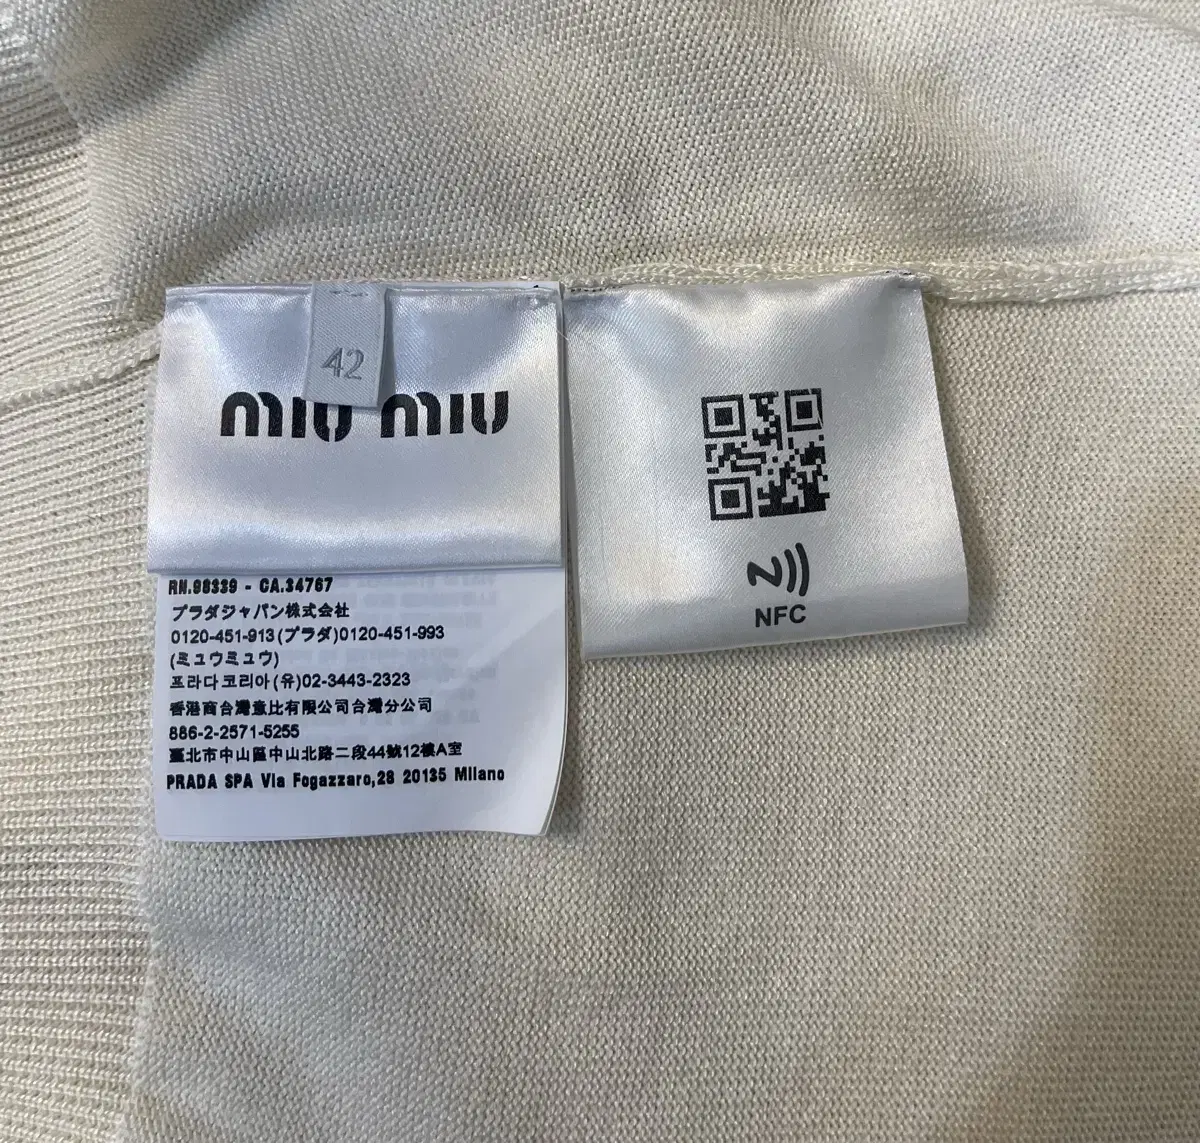 42
miu miu
RN.98339 - CA.34767
プラダジャパン株式会社
0120-451-913(プラダ)0120-451-993
(ミュウミュウ)
프라다코리아(유)02-3443-2323
香港商台灣意比有限公司台灣分公司
886-2-2571-5255
臺北市中山區中山北路二段44號12樓A室
PRADA SPA Via Fogazzaro,28 20135 Milano
NFC